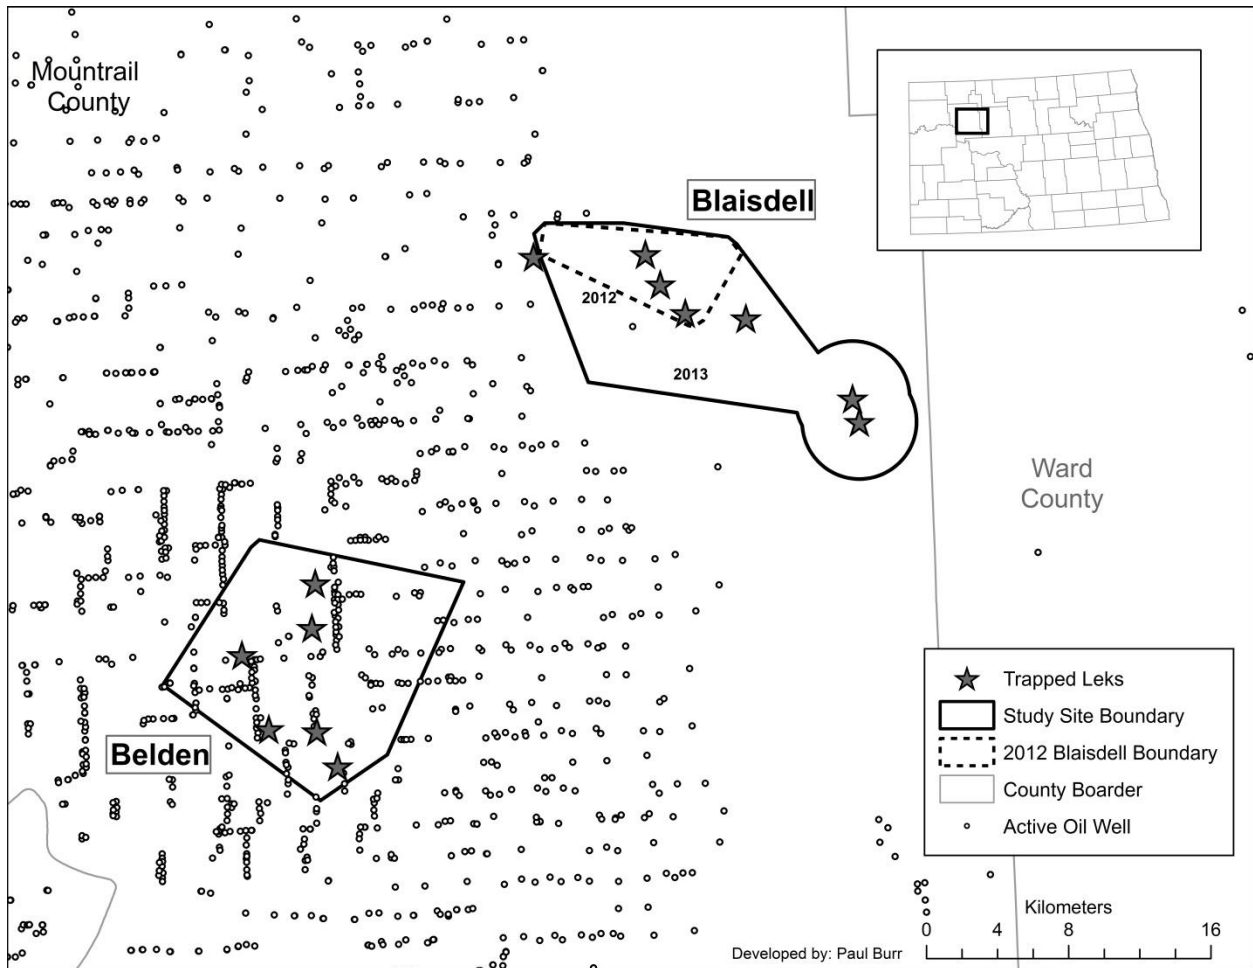 Mountrail
County
Blaisdell
2012
2013
Ward
County
Belden
Trapped Leks
Study Site Boundary
2012 Blaisdell Boundary
County Boarder
Active Oil Well
Kilometers
0 4 8 16
Developed by: Paul Burr